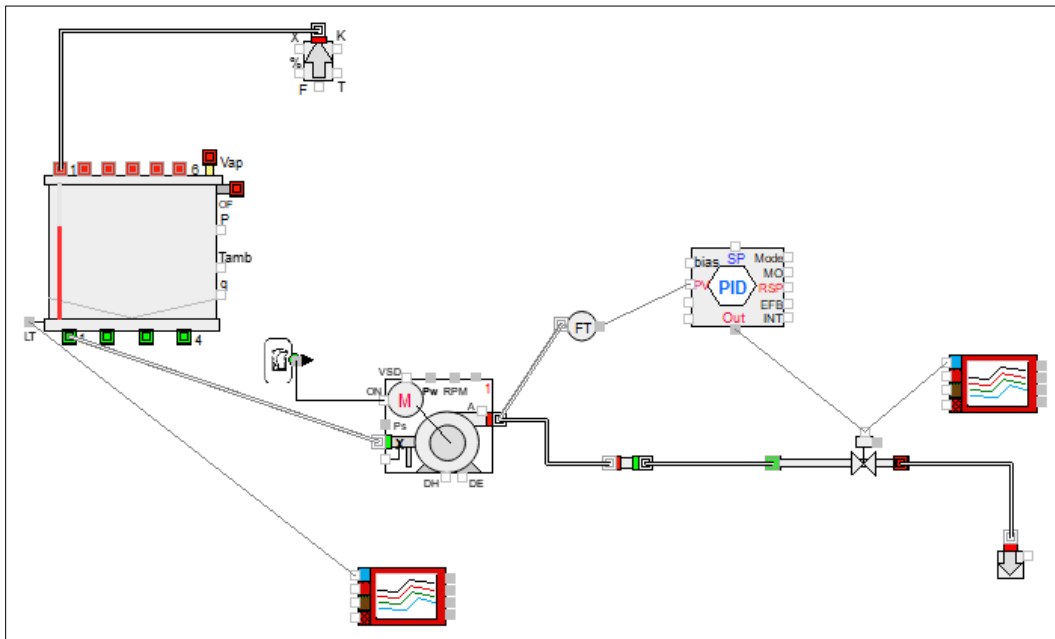 X K
%
F T
1 6 Vap
OF
P
Tamb
q
LT
4
bias SP Mode
MO
PV PID RSP
EFB
Out INT
FT
VSD
ON M Pw RPM 1
A
Ps
X
DH DE